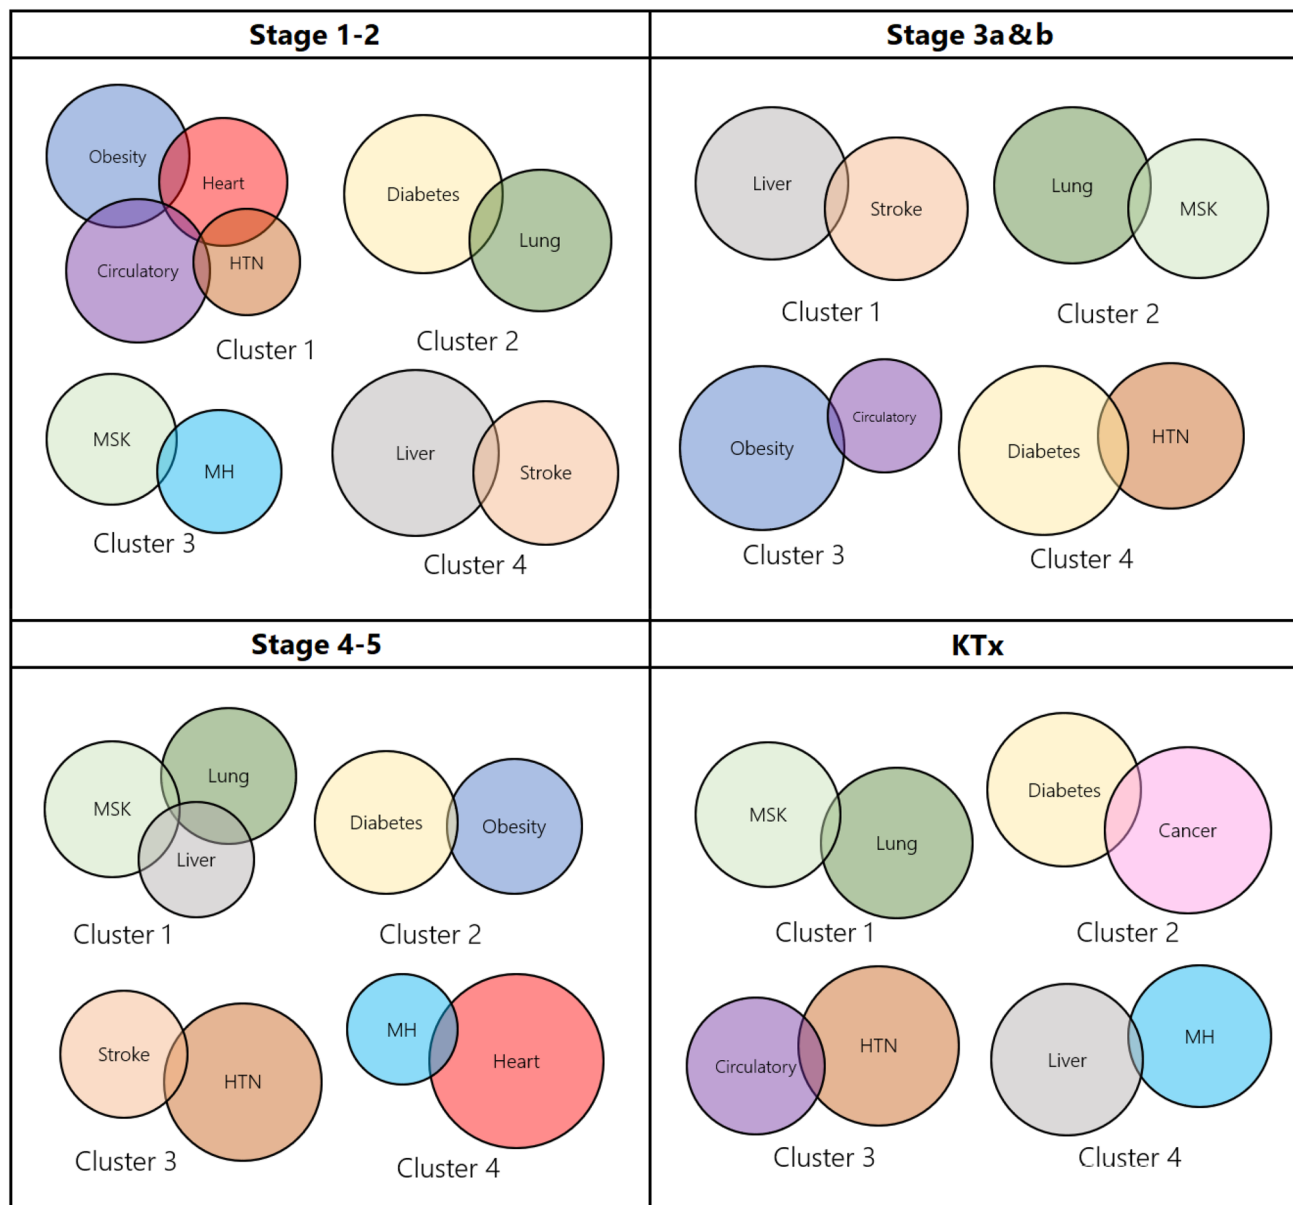 Stage 1-2
Obesity
Heart
Circulatory
HTN
Cluster 1
Diabetes
Lung
Cluster 2
MSK
MH
Cluster 3
Liver
Stroke
Cluster 4
Stage 3a&b
Liver
Stroke
Cluster 1
Lung
MSK
Cluster 2
Obesity
Circulatory
Cluster 3
Diabetes
HTN
Cluster 4
Stage 4-5
MSK
Lung
Liver
Cluster 1
Diabetes
Obesity
Cluster 2
Stroke
HTN
Cluster 3
MH
Heart
Cluster 4
KTx
MSK
Lung
Cluster 1
Diabetes
Cancer
Cluster 2
Circulatory
HTN
Cluster 3
Liver
MH
Cluster 4